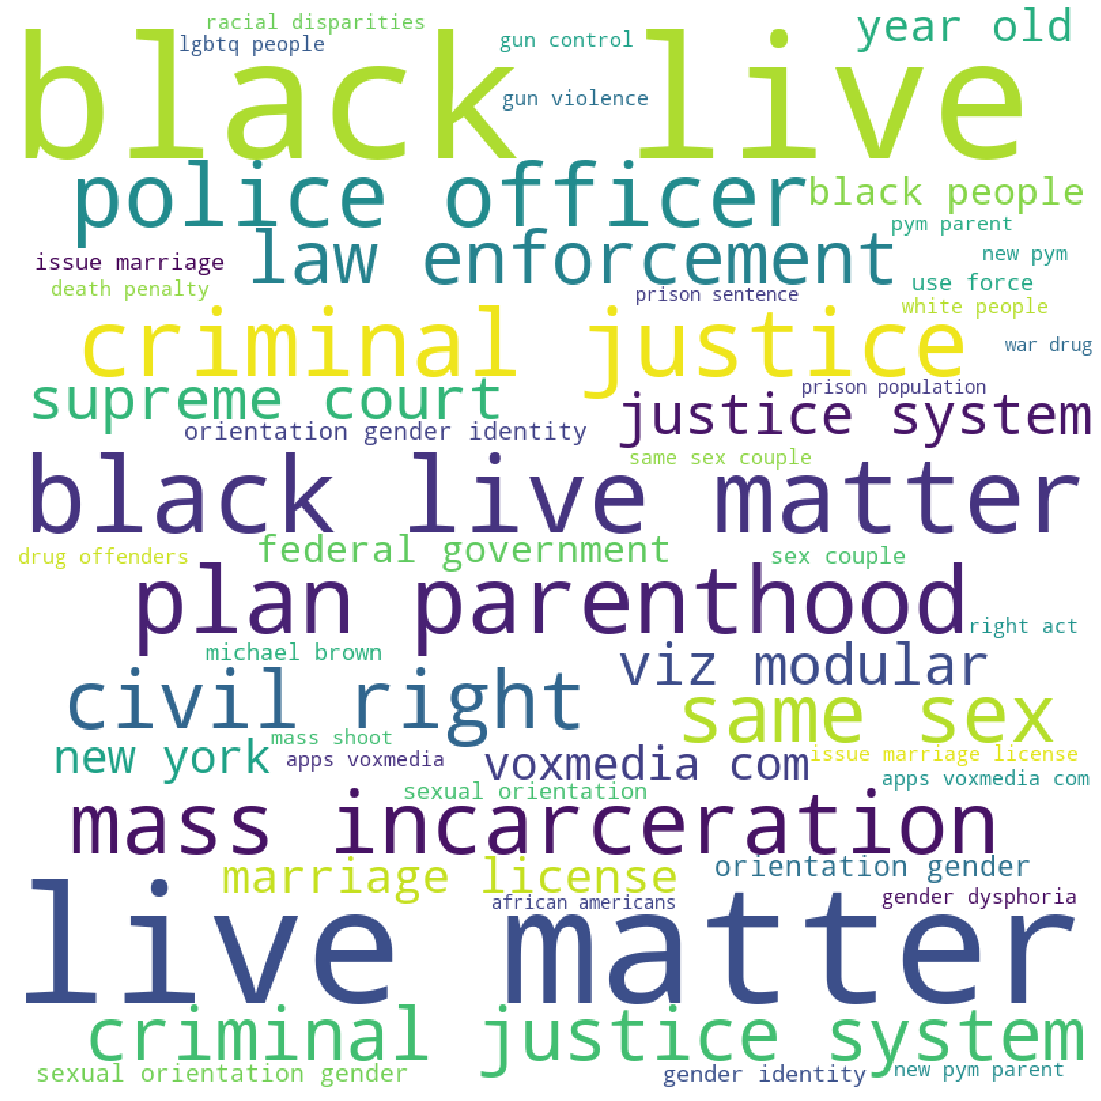 racial disparities
year old
lgbtq people
gun control
black live
gun violence
police officer
black people
pym parent
law enforcement
new pym
issue marriage
use force
death penalty
prison sentence
white people
criminal justice
war drug
prison population
supreme court
justice system
orientation gender identity
same sex couple
black live matter
federal government
drug offenders
sex couple
plan parenthood
right act
michael brown
viz modular
civil right
same sex
mass shoot
new york
apps voxmedia
voxmedia com
issue marriage license
apps voxmedia com
sexual orientation
mass incarceration
orientation gender
marriage license
gender dysphoria
african americans
live matter
criminal justice system
sexual orientation gender
gender identity
new pym parent